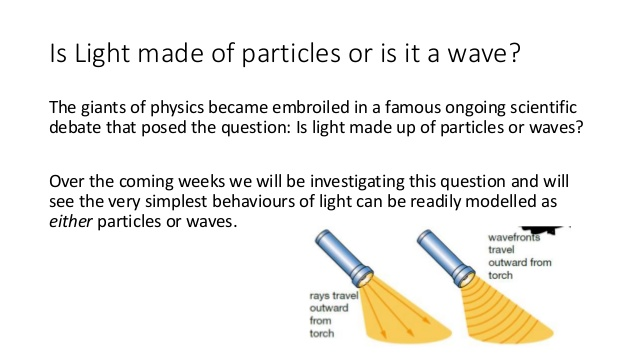 Is Light made of particles or is it a wave?
The giants of physics became embroiled in a famous ongoing scientific
debate that posed the question: Is light made up of particles or waves?
Over the coming weeks we will be investigating this question and will
see the very simplest behaviours of light can be readily modelled as
either particles or waves.
rays travel
outward
from
torch
wavefronts
travel
outward from
torch